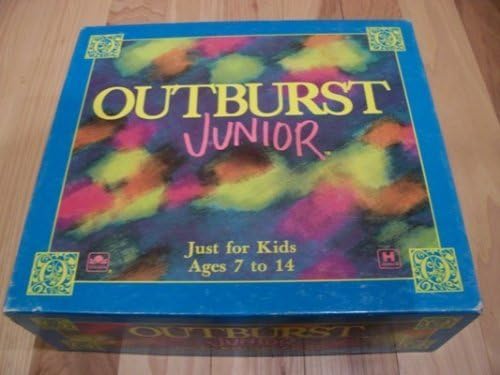 OUTBURST
JUNIOR
Just for Kids
Ages 7 to 14
H
OUTBURST
JUNIOR